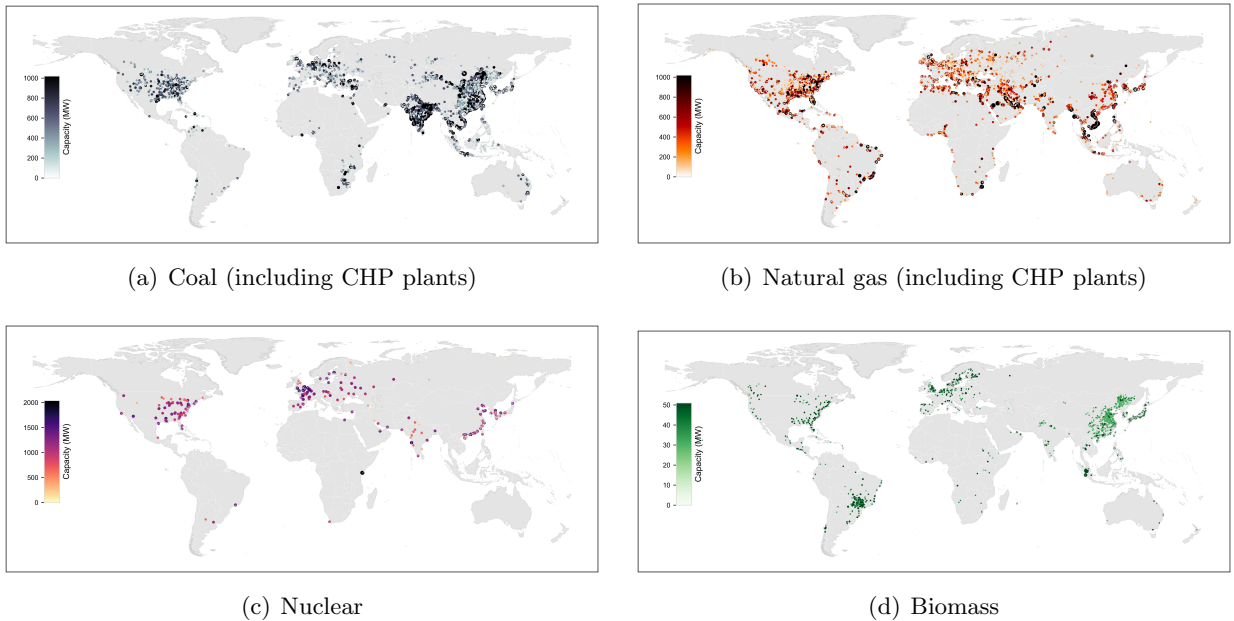 1000
800
600
400
200
0
Capacity (MW)
1000
800
600
400
200
0
Capacity (MW)
(a) Coal (including CHP plants)
(b) Natural gas (including CHP plants)
2000
1500
1000
500
0
Capacity (MW)
50
40
30
20
10
0
Capacity (MW)
(c) Nuclear
(d) Biomass